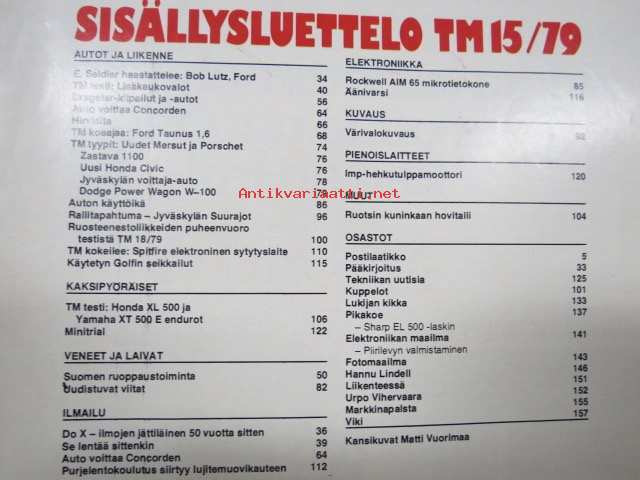 SISÄLLYSLUETTELO TM 15/79
AUTOT JA LIIKENNE
E. Seidler haastattelee: Bob Lutz, Ford 34
TM testi: Lisäkaukovalot 40
Dragster-kilpailut ja -autot 56
Auto voittaa Concorden 64
66
TM koeajaa: Ford Taunus 1,6 68
TM tyypit: Uudet Mersut ja Porschet 74
Zastava 1100 76
Uusi Honda Civic 76
Jyväskylän voittaja-auto 78
Dodge Power Wagon W–100
Auton käyttöikä 86
Rallitapahtuma – Jyväskylän Suurajot 96
Ruosteenestoliikkeiden puheenvuoro
testistä TM 18/79 100
TM kokeilee: Spitfire elektroninen sytytyslaite 110
Käytetyn Golfin seikkailut 115
KAKSIPYÖRÄISET
TM testi: Honda XL 500 ja
Yamaha XT 500 E endurot 106
Minitrial 122
VENEET JA LAIVAT
Suomen ruoppaustoiminta 50
Uudistuvat viitat 82
ILMAILU
Do X – ilmojen jättiläinen 50 vuotta sitten 36
Se lentää sittenkin 39
Auto voittaa Concorden 64
Purjelentokoulutus siirtyy lujitemuovikauteen 112
ELEKTRONIIKKA
Rockwell AIM 65 mikrotietokone 85
Äänivarsi 116
KUVAUS
Värivalokuvaus 92
PIENOISLAITTEET
Imp-hehkutulppamoottori 120
MUUT
Ruotsin kuninkaan hovitalli 104
OSASTOT
Postilaatikko 5
Pääkirjoitus 33
Tekniikan uutisia 125
Kuppelot 101
Lukijan kikka 133
Pikakoe 137
– Sharp EL 500 -laskin
Elektroniikan maailma 141
– Piirilevyn valmistaminen
Fotomaailma 143
Hannu Lindell 146
Liikenteessä 151
Urpo Vihervaara 152
Markkinapalsta 155
Viki 157
Kansikuvat Matti Vuorimaa
Antikvariaatui.net